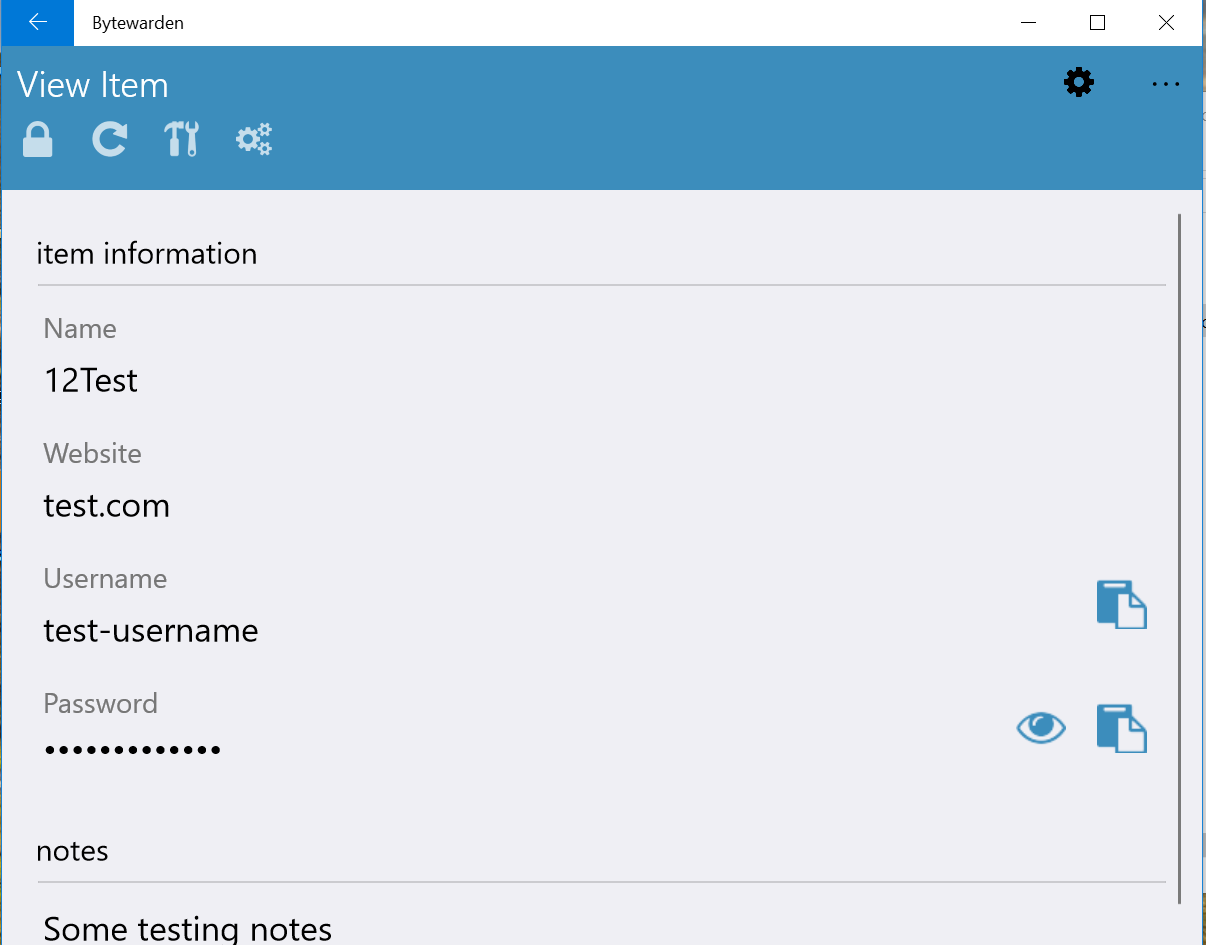 Bytewarden
View Item
item information
Name
12Test
Website
test.com
Username
test-username
Password
•••••••••••••
notes
Some testing notes